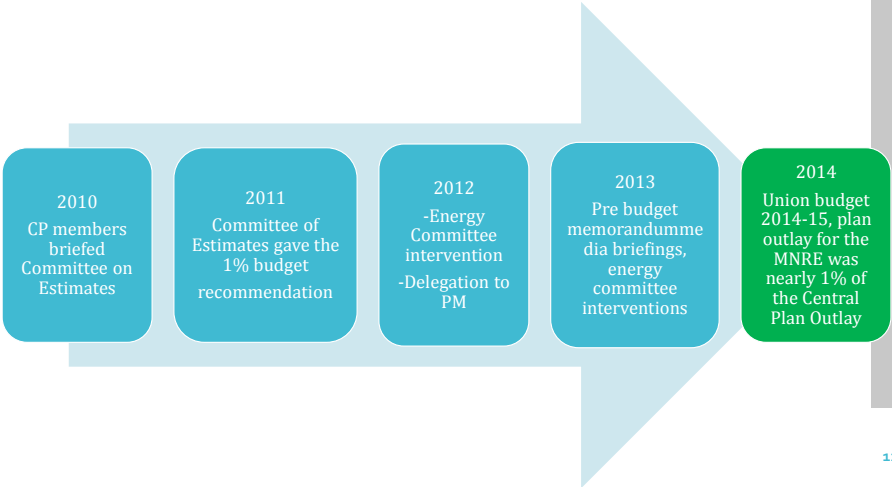 2010
CP members
briefed
Committee on
Estimates
2011
Committee of
Estimates gave the
1% budget
recommendation
2012
-Energy
Committee
intervention
-Delegation to
PM
2013
Pre budget
memorandumme
dia briefings,
energy
committee
interventions
2014
Union budget
2014-15, plan
outlay for the
MNRE was
nearly 1% of
the Central
Plan Outlay